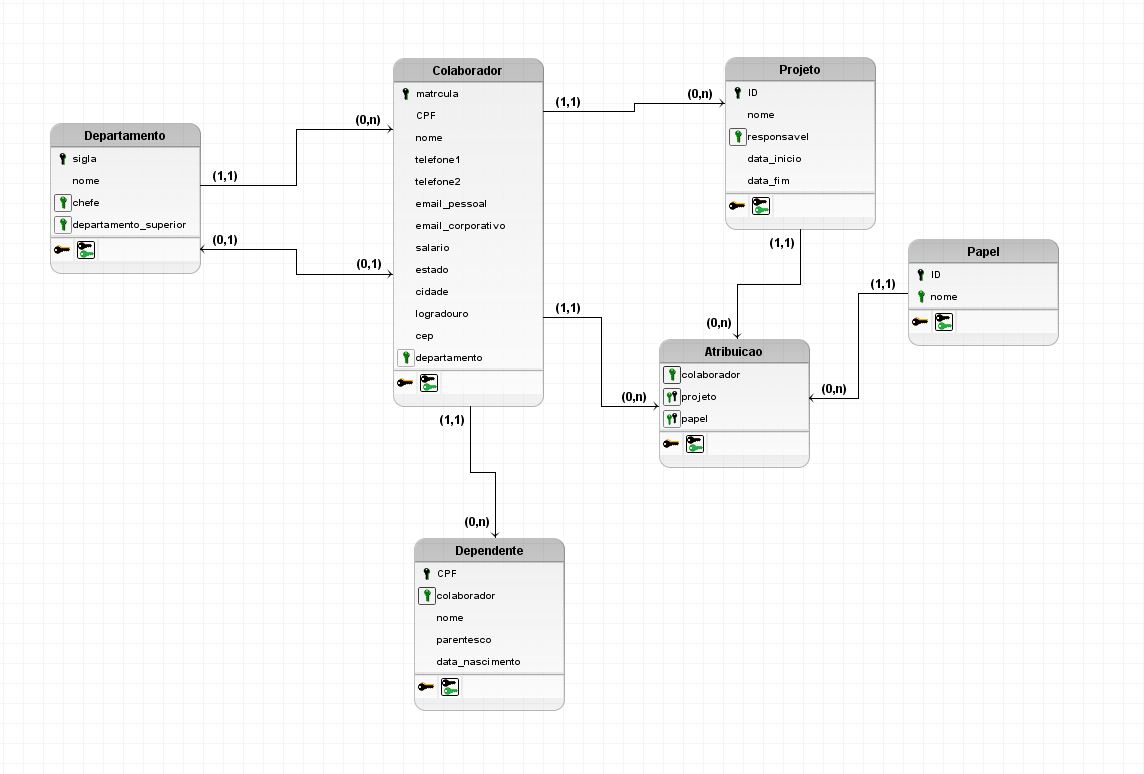 Departamento
sigla
nome
chefe
departamento_superior
(1,1)
(0,n)
(0,1)
(0,1)
Colaborador
matrcula
CPF
nome
telefone1
telefone2
email_pessoal
email_corporativo
salario
estado
cidade
logradouro
cep
departamento
(1,1)
(0,n)
Projeto
ID
nome
responsavel
data_inicio
data_fim
(1,1)
(0,n)
Papel
ID
nome
(1,1)
(0,n)
(1,1)
(0,n)
Atribuicao
colaborador
projeto
papel
(1,1)
(0,n)
Dependente
CPF
colaborador
nome
parentesco
data_nascimento